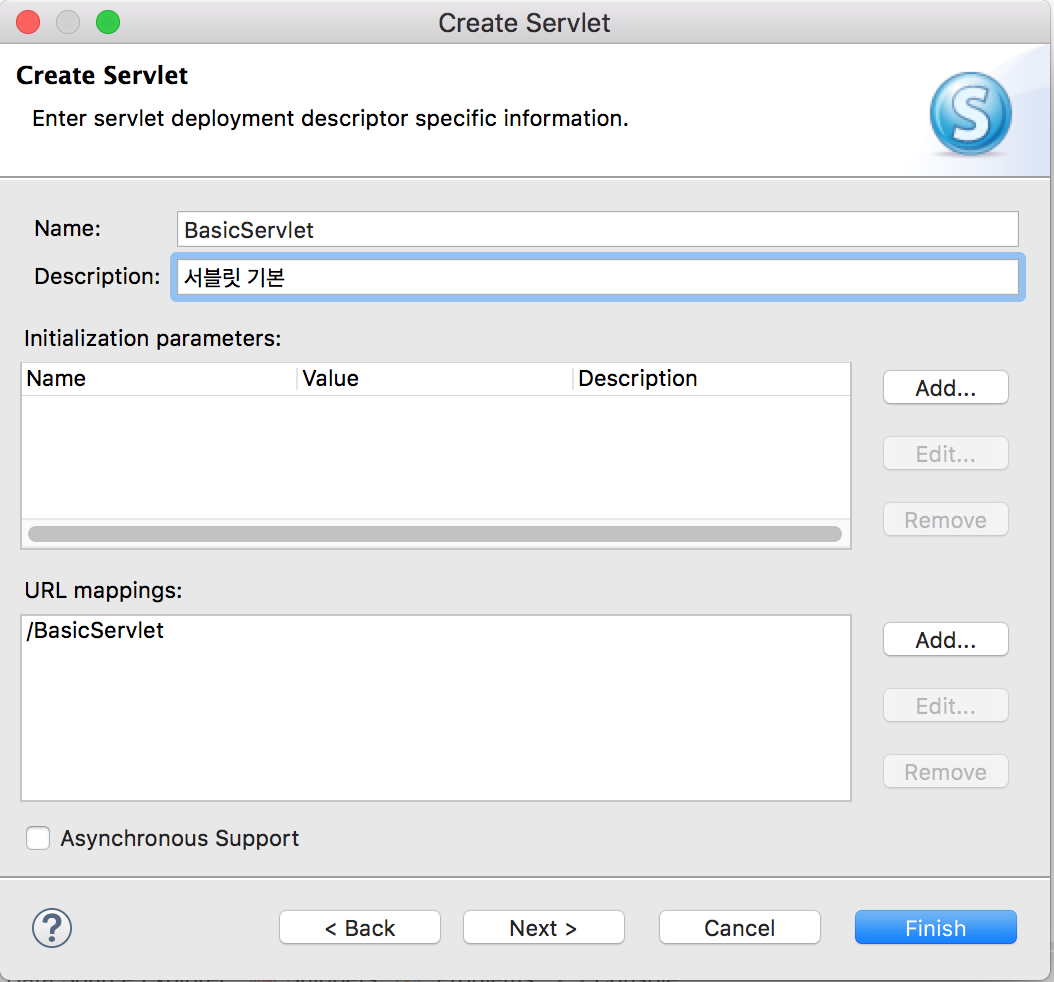 Create Servlet
Create Servlet
Enter servlet deployment descriptor specific information.
S
Name: BasicServlet
Description: 서블릿 기본
Initialization parameters:
Name Value Description
Add...
Edit...
Remove
URL mappings:
/BasicServlet
Add...
Edit...
Remove
Asynchronous Support
? < Back Next > Cancel Finish